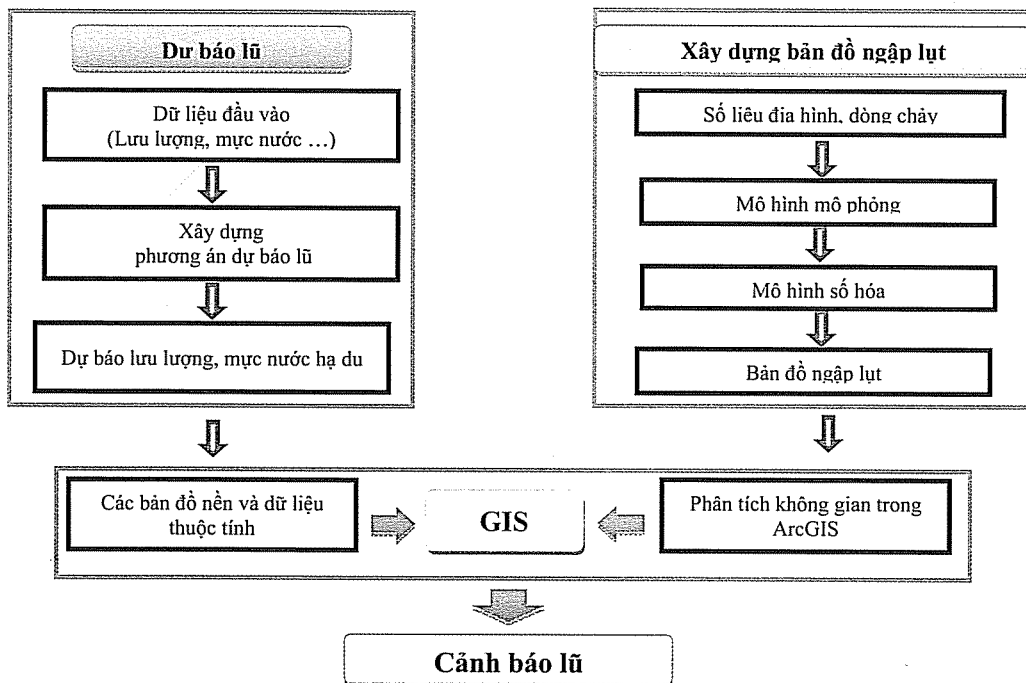 Dư báo lũ
Dữ liệu đầu vào
(Lưu lượng, mực nước ...)
Xây dựng
phương án dự báo lũ
Dự báo lưu lượng, mực nước hạ du
Xây dựng bản đồ ngập lụt
Số liêu đia hình, dòng chảy
Mô hình mô phỏng
Mô hình số hóa
Bản đồ ngập lụt
Các bản đồ nền và dữ liệu
thuộc tính
GIS
Phân tích không gian trong
ArcGIS
Cảnh báo lũ